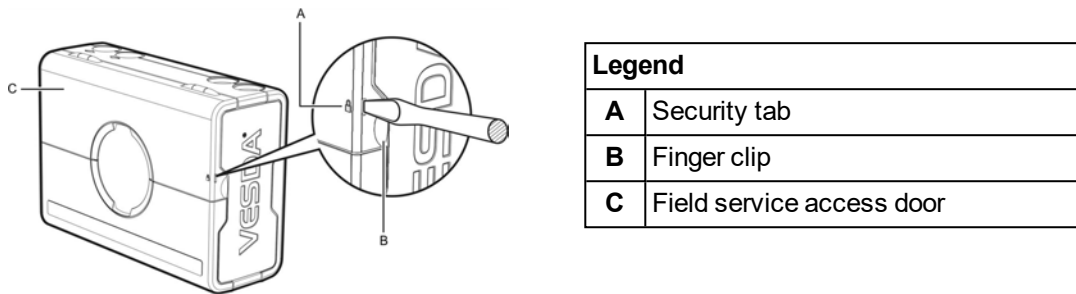 A
C
B
VESDA
Legend
A Security tab
B Finger clip
C Field service access door